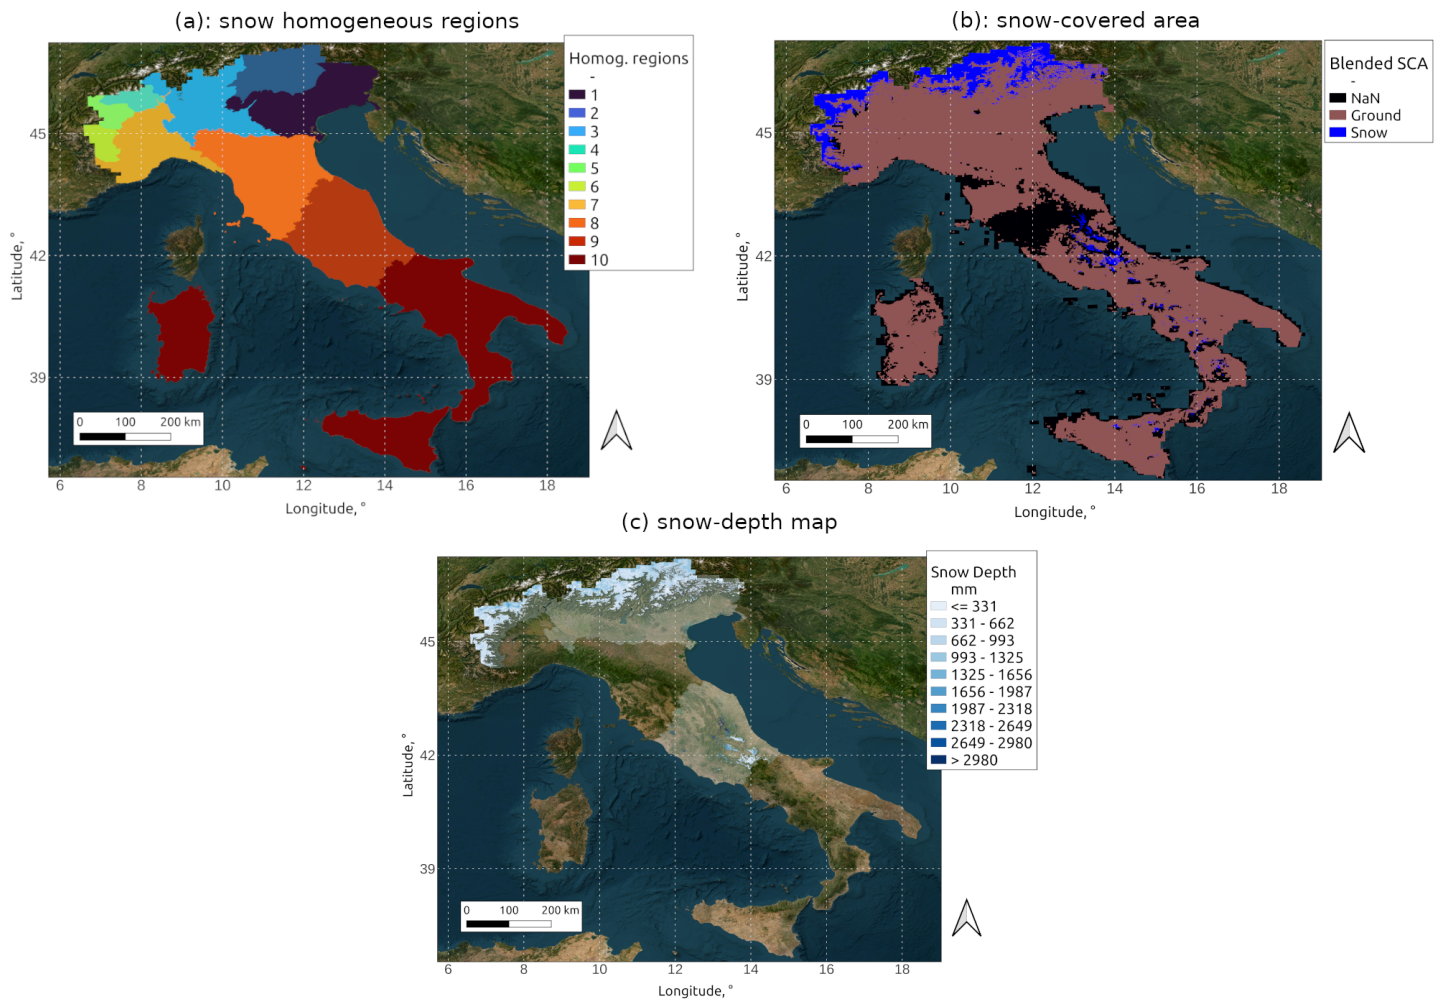 (a): snow homogeneous regions
Homog. regions
-
1
2
3
4
5
6
7
8
9
10
45
42
39
Latitude, °
0 100 200 km
6 8 10 12 14 16 18
Longitude, °
(b): snow-covered area
Blended SCA
-
NaN
Ground
Snow
45
42
39
Latitude, °
0 100 200 km
6 8 10 12 14 16 18
Longitude, °
(c) snow-depth map
Snow Depth
mm
<= 331
331 - 662
662 - 993
993 - 1325
1325 - 1656
1656 - 1987
1987 - 2318
2318 - 2649
2649 - 2980
> 2980
45
42
39
Latitude, °
0 100 200 km
6 8 10 12 14 16 18
Longitude, °